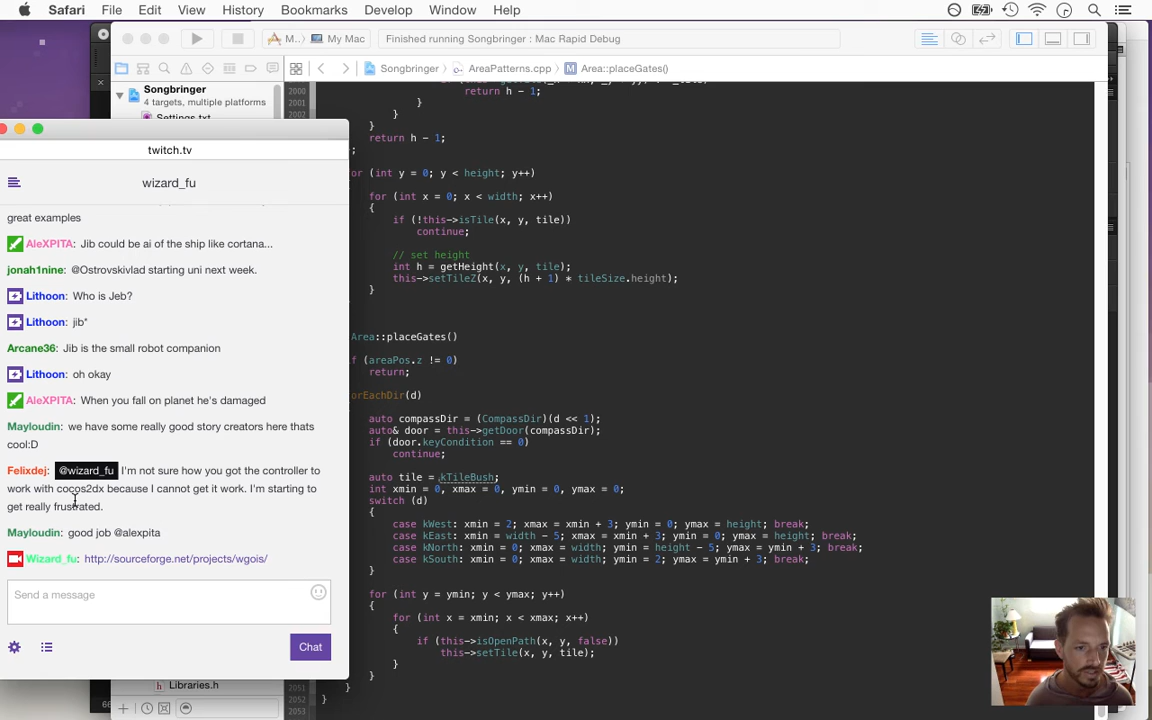 Safari File Edit View History Bookmarks Develop Window Help
M.. My Mac Finished running Songbringer : Mac Rapid Debug
Songbringer AreaPatterns.cpp M Area::placeGates()
Songbringer
4 targets, multiple platforms
Settings.txt
twitch.tv
wizard_fu
great examples
AleXPITA: Jib could be ai of the ship like cortana...
jonah1nine: @Ostrovskivlad starting uni next week.
Lithoon: Who is Jeb?
Lithoon: jib*
Arcane36: Jib is the small robot companion
Lithoon: oh okay
AleXPITA: When you fall on planet he's damaged
Mayloudin: we have some really good story creators here thats
cool:D
Felixdej: @wizard_fu I'm not sure how you got the controller to
work with cocos2dx because I cannot get it work. I'm starting to
get really frustrated.
Mayloudin: good job @alexpita
Wizard_fu: http://sourceforge.net/projects/wgois/
Send a message
Chat
Libraries.h
2000
2001
2002
return h - 1;
}
}
return h - 1;
;
or (int y = 0; y < height; y++)
for (int x = 0; x < width; x++)
{
if (!this->isTile(x, y, tile))
continue;
// set height
int h = getHeight(x, y, tile);
this->setTileZ(x, y, (h + 1) * tileSize.height);
}
Area::placeGates()
f (areaPos.z != 0)
return;
orEachDir(d)
auto compassDir = (CompassDir)(d << 1);
auto& door = this->getDoor(compassDir);
if (door.keyCondition == 0)
continue;
auto tile = kTileBush;
int xmin = 0, xmax = 0, ymin = 0, ymax = 0;
switch (d)
{
case kWest: xmin = 2; xmax = xmin + 3; ymin = 0; ymax = height; break;
case kEast: xmin = width - 5; xmax = xmin + 3; ymin = 0; ymax = height; break;
case kNorth: xmin = 0; xmax = width; ymin = height - 5; ymax = ymin + 3; break;
case kSouth: xmin = 0; xmax = width; ymin = 2; ymax = ymin + 3; break;
}
for (int y = ymin; y < ymax; y++)
{
for (int x = xmin; x < xmax; x++)
{
if (this->isOpenPath(x, y, false))
this->setTile(x, y, tile);
}
}
}
2051
2052 }
2053
66